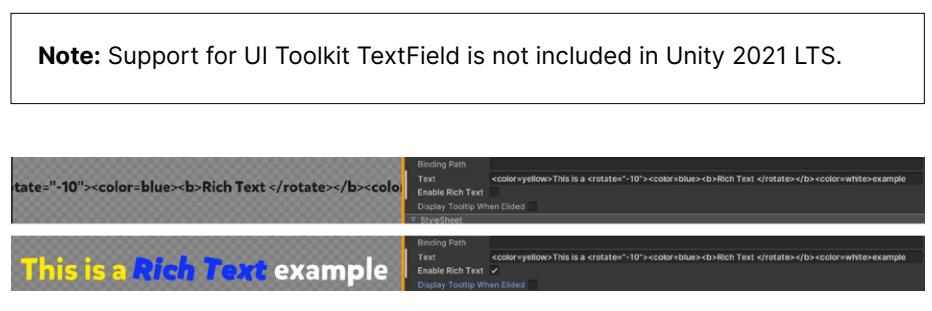 Note: Support for UI Toolkit TextField is not included in Unity 2021 LTS.
Binding Path
tate="-10"><color=blue><b>Rich Text </rotate></b><colo
Text <color=yellow>This is a <rotate="-10"><color=blue><b>Rich Text </rotate></b><color=white>example
Enable Rich Text
Display Tooltip When Elided
StyleSheet
Binding Path
This is a Rich Text example
Text <color=yellow>This is a <rotate="-10"><color=blue><b>Rich Text </rotate></b><color=white>example
Enable Rich Text
Display Tooltip When Elided